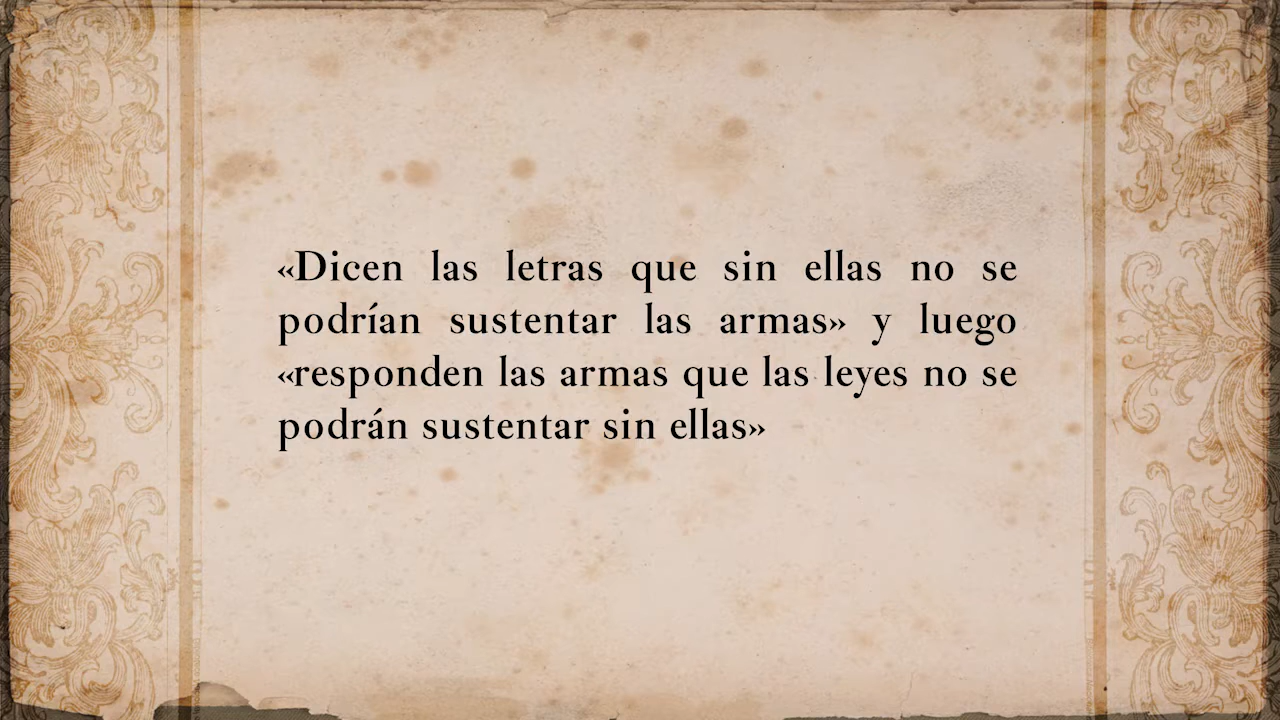 «Dicen las letras que sin ellas no se
podrían sustentar las armas» y luego
«responden las armas que las leyes no se
podrán sustentar sin ellas»